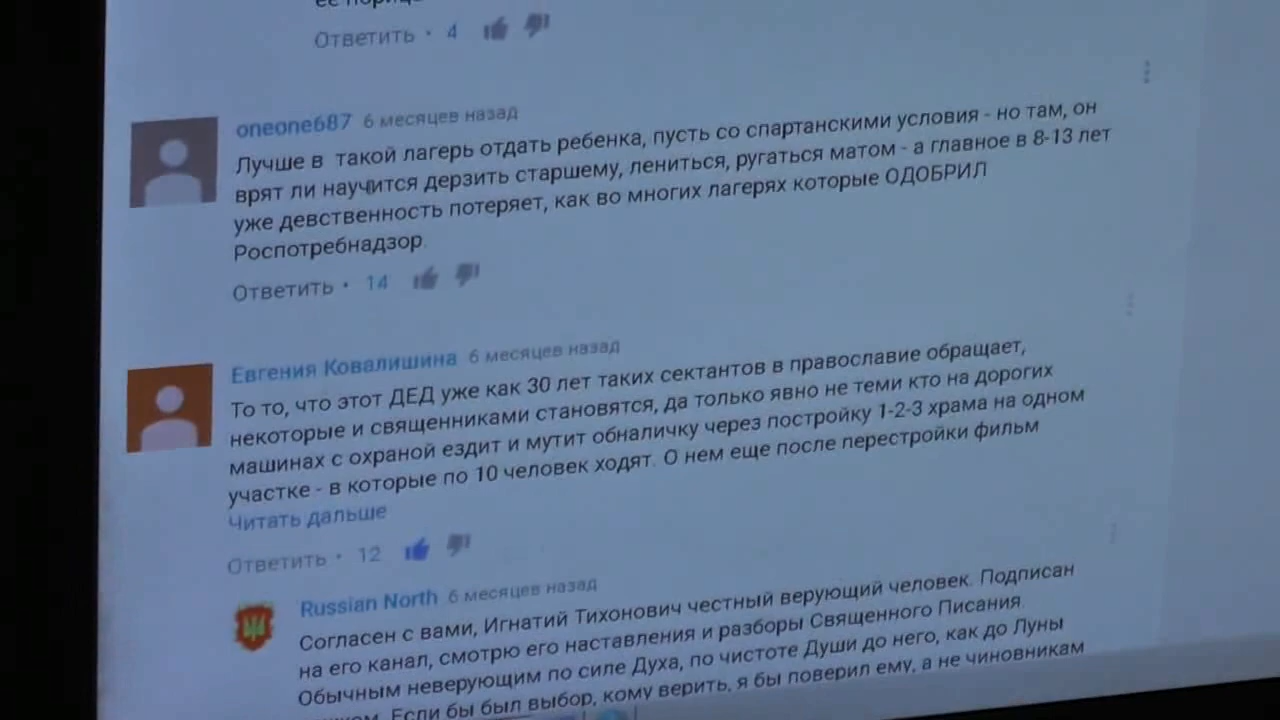 Ответить · 4
oneone687 6 месяцев назад
Лучше в такой лагерь отдать ребенка, пусть со спартанскими условия - но там, он
врят ли научится дерзить старшему, лениться, ругаться матом - а главное в 8-13 лет
уже девственность потеряет, как во многих лагерях которые ОДОБРИЛ
Роспотребнадзор.
Ответить · 14
Евгения Ковалишина 6 месяцев назад
То то, что этот ДЕД уже как 30 лет таких сектантов в православие обращает,
некоторые и священниками становятся, да только явно не теми кто на дорогих
машинах с охраной ездит и мутит обналичку через постройку 1-2-3 храма на одном
участке - в которые по 10 человек ходят. О нем еще после перестройки фильм
Читать дальше
Ответить · 12
Russian North 6 месяцев назад
Согласен с вами, Игнатий Тихонович честный верующий человек. Подписан
на его канал, смотрю его наставления и разборы Священного Писания.
Обычным неверующим по силе Духа, по чистоте Души до него, как до Луны
Если бы был выбор, кому верить, я бы поверил ему, а не чиновникам